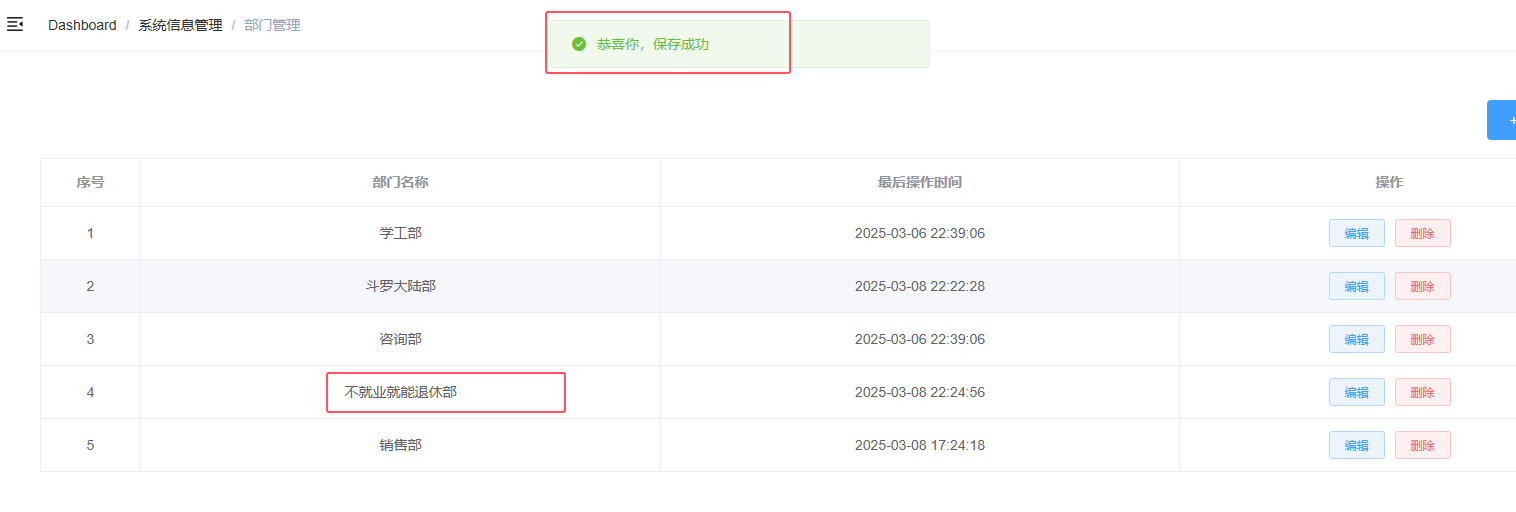 Dashboard / 系统信息管理 / 部门管理
恭喜你，保存成功
+
序号 部门名称 最后操作时间 操作
1 学工部 2025-03-06 22:39:06 编辑 删除
2 斗罗大陆部 2025-03-08 22:22:28 编辑 删除
3 咨询部 2025-03-06 22:39:06 编辑 删除
4 不就业就能退休部 2025-03-08 22:24:56 编辑 删除
5 销售部 2025-03-08 17:24:18 编辑 删除